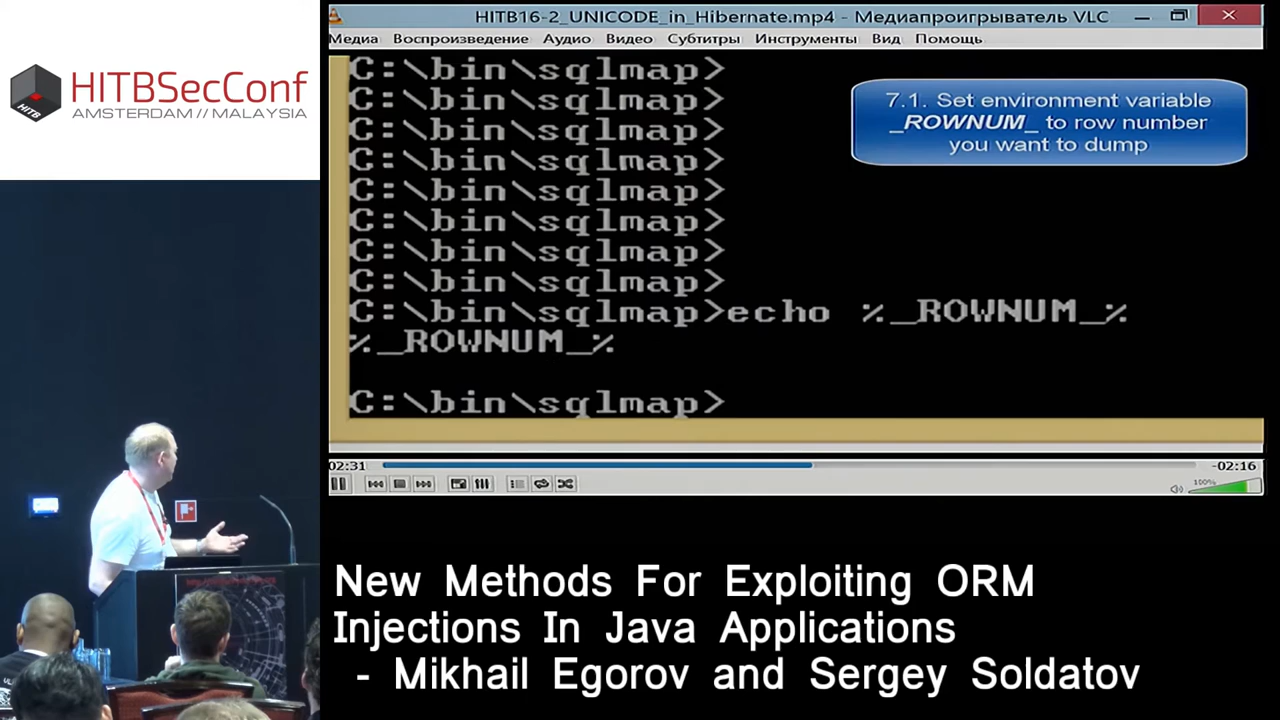 HITBSecConf
AMSTERDAM // MALAYSIA
HITB
HITB16-2_UNICODE_in_Hibernate.mp4 - Медиапроигрыватель VLC
Медиа Воспроизведение Аудио Видео Субтитры Инструменты Вид Помощь
C:\bin\sqlmap>
C:\bin\sqlmap>
C:\bin\sqlmap>
C:\bin\sqlmap>
C:\bin\sqlmap>
C:\bin\sqlmap>
C:\bin\sqlmap>
C:\bin\sqlmap>
C:\bin\sqlmap>echo %_ROWNUM_%
%_ROWNUM_%
C:\bin\sqlmap>
7.1. Set environment variable
_ROWNUM_ to row number
you want to dump
02:31
-02:16
100%
New Methods For Exploiting ORM
Injections In Java Applications
- Mikhail Egorov and Sergey Soldatov